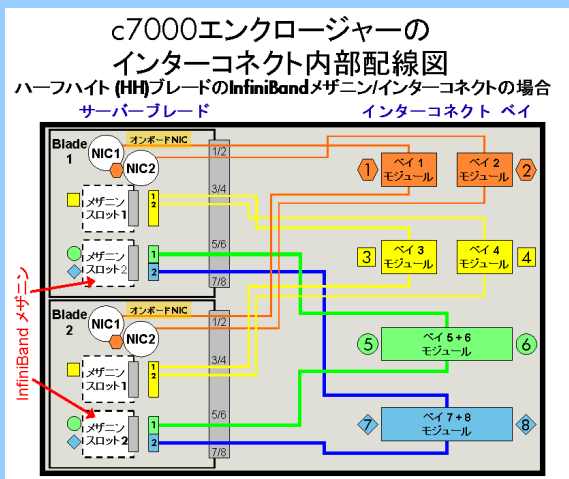 c7000エンクロージャーの
インターコネクト内部配線図
ハーフハイト (HH)ブレードのInfiniBandメザニン/インターコネクトの場合
サーバーブレード
インターコネクト ベイ
Blade
1
オンボードNIC
NIC1
NIC2
1/2
メザニン
スロット1
1
2
3/4
メザニン
スロット2
1
2
5/6
7/8
InfiniBand メザニン
Blade
2
オンボードNIC
NIC1
NIC2
1/2
メザニン
スロット1
1
2
3/4
メザニン
スロット2
1
2
5/6
7/8
1
ベイ 1
モジュール
ベイ 2
モジュール
2
3
ベイ 3
モジュール
ベイ 4
モジュール
4
5
ベイ 5 + 6
モジュール
6
7
ベイ 7 + 8
モジュール
8